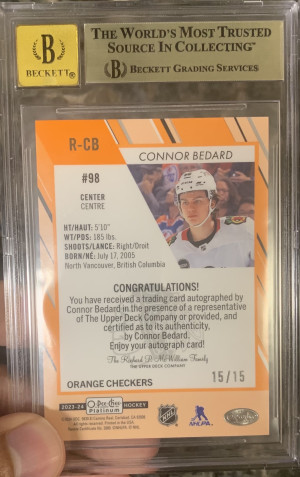 THE WORLD'S MOST TRUSTED
SOURCE IN COLLECTING™
BECKETT
B BECKETT GRADING SERVICES
R-CB
CONNOR BEDARD
#98
CENTER
CENTRE
HT/HAUT: 5'10"
WT/PDS: 185 lbs.
SHOOTS/LANCE: Right/Droit
BORN/NÉ: July 17, 2005
North Vancouver, British Columbia
CONGRATULATIONS!
You have received a trading card autographed by
Connor Bedard in the presence of a representative
of The Upper Deck Company or provided, and
certified as to its authenticity,
by Connor Bedard.
Enjoy your autograph card!
The Richard P. McWilliam Family
THE UPPER DECK COMPANY
15/15
ORANGE CHECKERS
2023-24
O-Pee-Chee
Platinum
HOCKEY
NHL
NHLPA